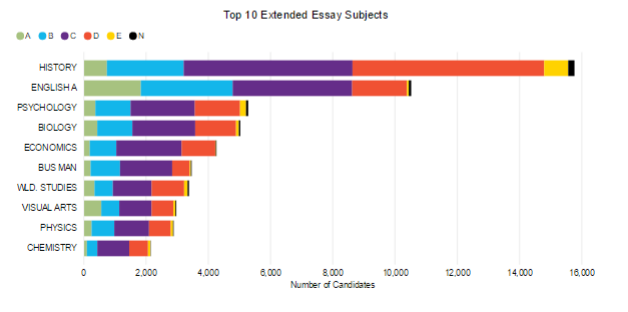 Top 10 Extended Essay Subjects
A B C D E N
HISTORY
ENGLISH A
PSYCHOLOGY
BIOLOGY
ECONOMICS
BUS MAN
WLD. STUDIES
VISUAL ARTS
PHYSICS
CHEMISTRY
0 2,000 4,000 6,000 8,000 10,000 12,000 14,000 16,000
Number of Candidates